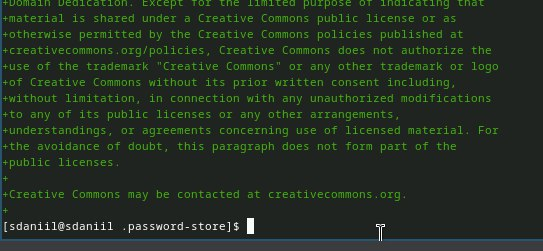 +Domain Dedication. Except for the limited purpose of indicating that
+material is shared under a Creative Commons public license or as
+otherwise permitted by the Creative Commons policies published at
+creativecommons.org/policies, Creative Commons does not authorize the
+use of the trademark "Creative Commons" or any other trademark or logo
+of Creative Commons without its prior written consent including,
+without limitation, in connection with any unauthorized modifications
+to any of its public licenses or any other arrangements,
+understandings, or agreements concerning use of licensed material. For
+the avoidance of doubt, this paragraph does not form part of the
+public licenses.
+
+Creative Commons may be contacted at creativecommons.org.
+
[sdaniil@sdaniil .password-store]$